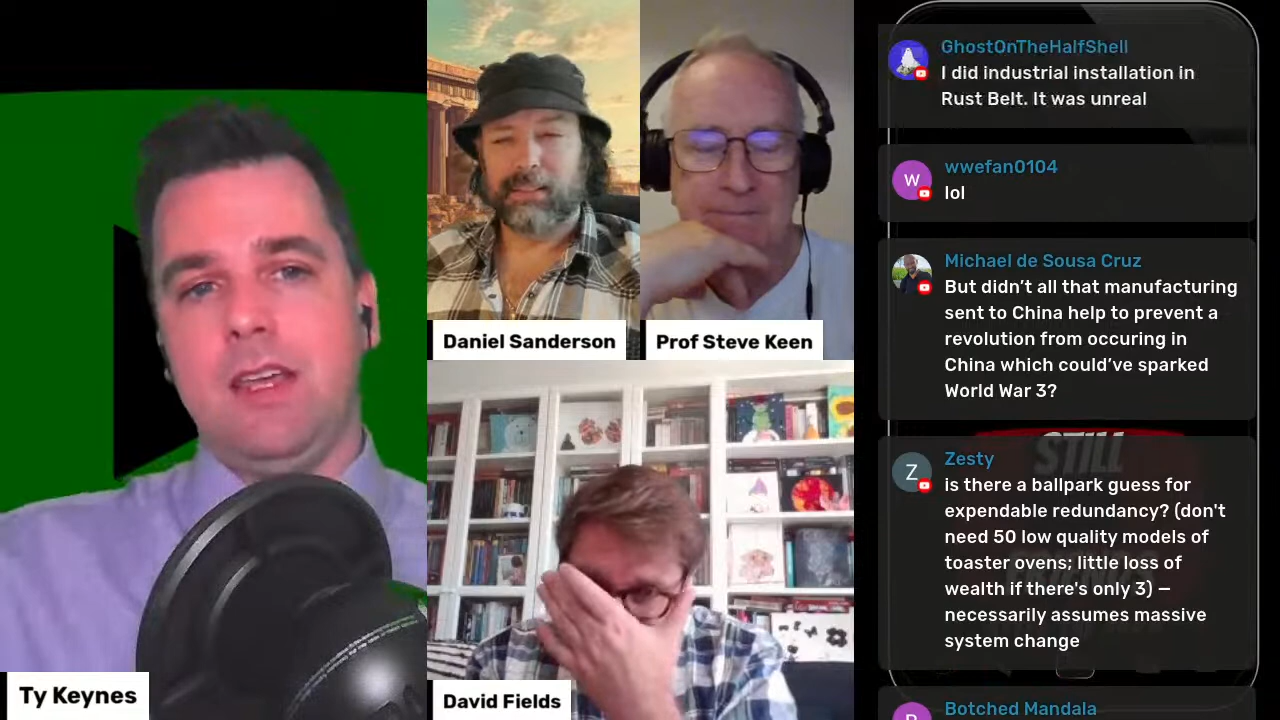 Ty Keynes
Daniel Sanderson
Prof Steve Keen
David Fields
GhostOnTheHalfShell
I did industrial installation in
Rust Belt. It was unreal
W
wwefan0104
lol
Michael de Sousa Cruz
But didn’t all that manufacturing
sent to China help to prevent a
revolution from occuring in
China which could’ve sparked
World War 3?
STILL
Z
Zesty
is there a ballpark guess for
expendable redundancy? (don't
need 50 low quality models of
toaster ovens; little loss of
wealth if there's only 3) —
necessarily assumes massive
system change
Botched Mandala